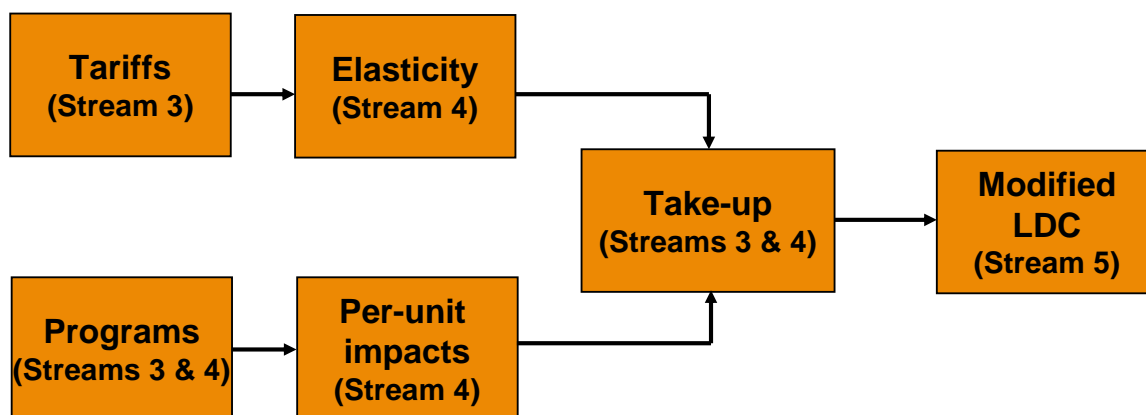 Tariffs
(Stream 3)
Elasticity
(Stream 4)
Take-up
(Streams 3 & 4)
Modified
LDC
(Stream 5)
Programs
(Streams 3 & 4)
Per-unit
impacts
(Stream 4)